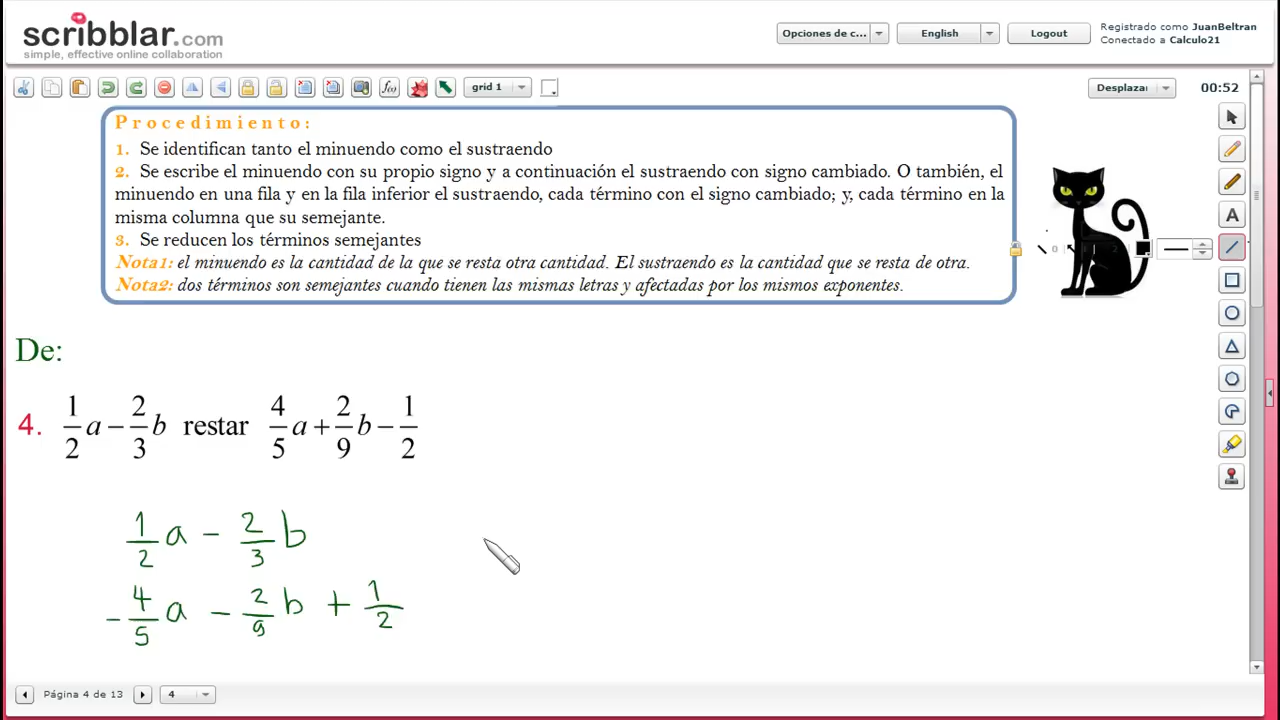 scribblar.com
simple, effective online collaboration
Opciones de c...
English
Logout
Registrado como JuanBeltran
Conectado a Calculo21
f(x)
grid 1
Desplaza
00:52
Procedimiento:
1. Se identifican tanto el minuendo como el sustraendo
2. Se escribe el minuendo con su propio signo y a continuación el sustraendo con signo cambiado. O también, el
minuendo en una fila y en la fila inferior el sustraendo, cada término con el signo cambiado; y, cada término en la
misma columna que su semejante.
3. Se reducen los términos semejantes
Nota1: el minuendo es la cantidad de la que se resta otra cantidad. El sustraendo es la cantidad que se resta de otra.
Nota2: dos términos son semejantes cuando tienen las mismas letras y afectadas por los mismos exponentes.
A
De:
4. 1/2 a − 2/3 b restar 4/5 a + 2/9 b − 1/2
1/2 a − 2/3 b
− 4/5 a − 2/9 b + 1/2
Página 4 de 13
4